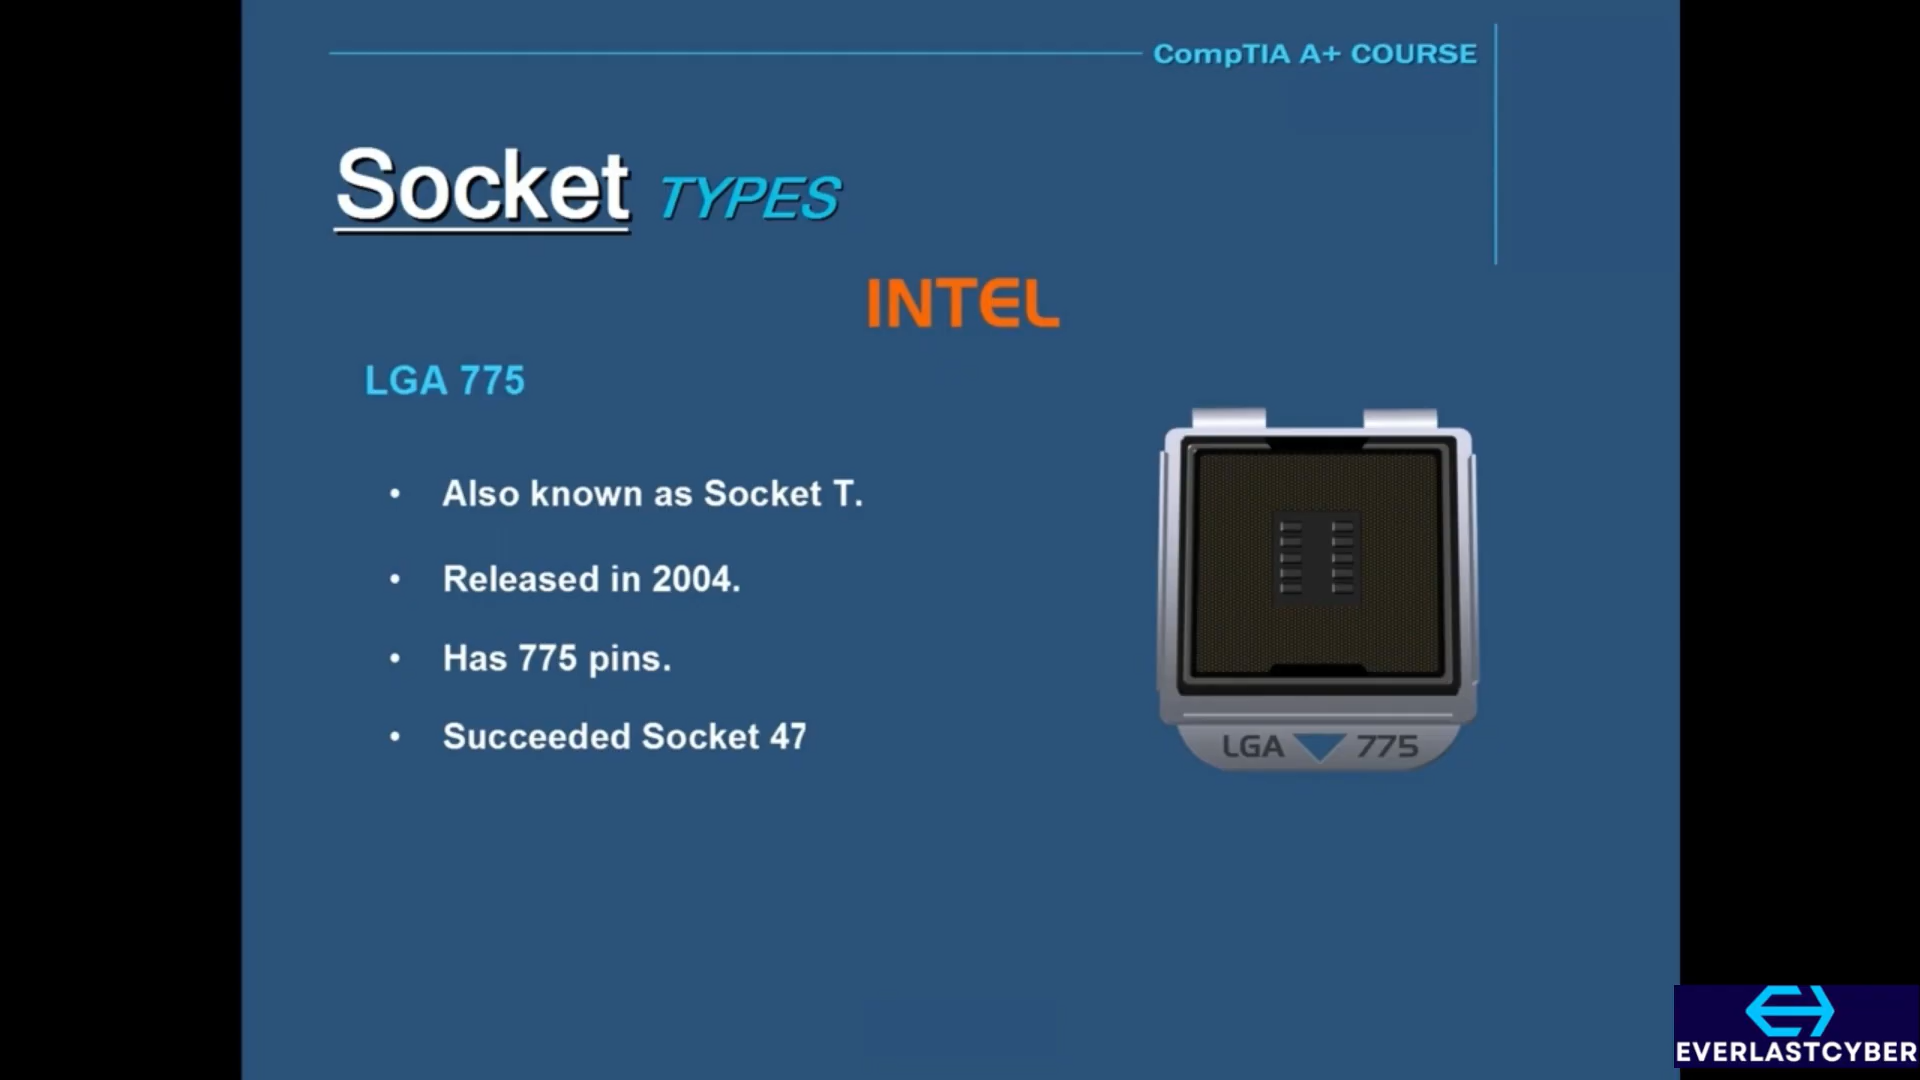 CompTIA A+ COURSE
Socket TYPES
INTEL
LGA 775
• Also known as Socket T.
• Released in 2004.
• Has 775 pins.
• Succeeded Socket 47
LGA 775
EVERLASTCYBER